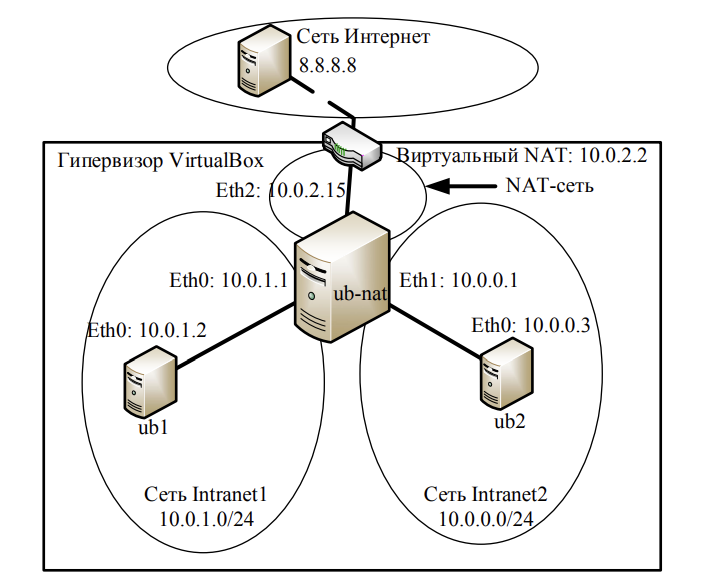 Сеть Интернет
8.8.8.8
Гипервизор VirtualBox
Виртуальный NAT: 10.0.2.2
Eth2: 10.0.2.15
NAT-сеть
Eth0: 10.0.1.1
ub-nat
Eth1: 10.0.0.1
Eth0: 10.0.1.2
Eth0: 10.0.0.3
ub1
ub2
Сеть Intranet1
10.0.1.0/24
Сеть Intranet2
10.0.0.0/24